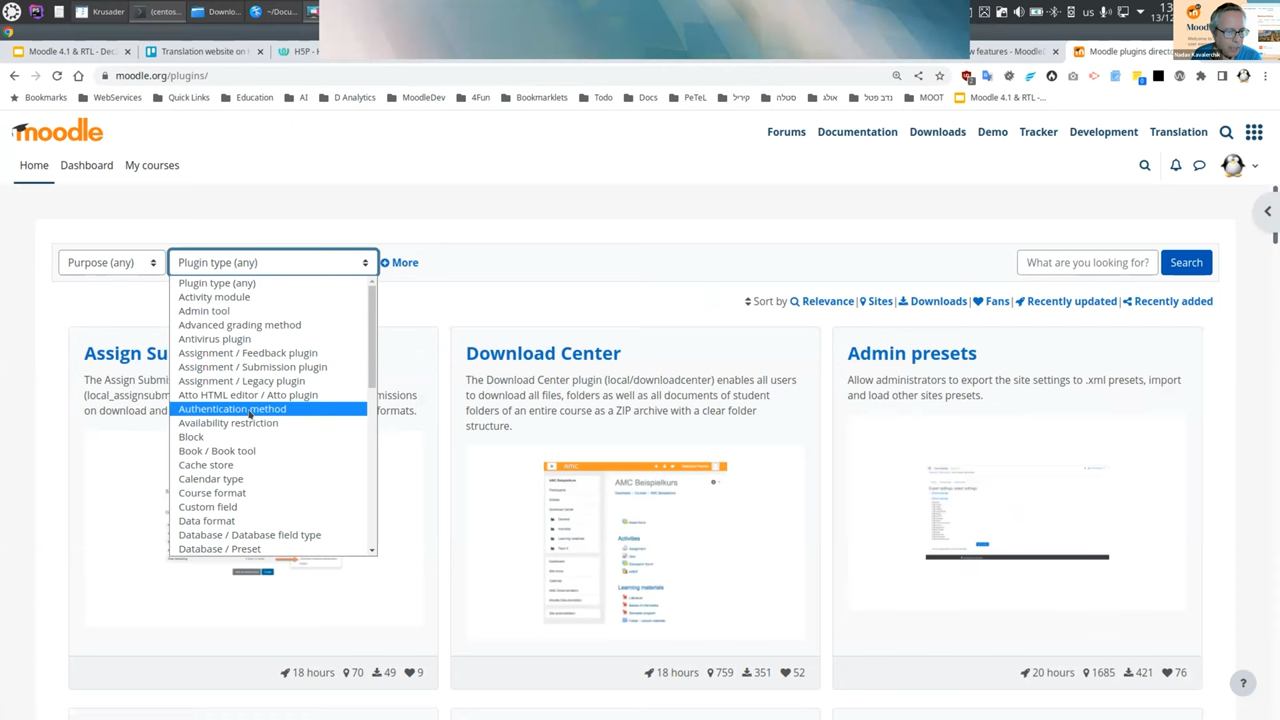 Krusader
(centos
Downlo
~/Docu
Moodle 4.1 & RTL - Dec
Translation website on
H5P - H
w features - MoodleD
Moodle plugins direct
Nadav Kavalerchik
moodle.org/plugins/
Bookmarks
WebServices
Quick Links
Education
AI
D Analytics
MoodleDev
4Fun
Bookmarklets
Todo
Docs
PeTeL
קיריל
סטלה
אולג
נדב פטל
MOOT
Moodle 4.1 & RTL -...
moodle
Forums
Documentation
Downloads
Demo
Tracker
Development
Translation
Home
Dashboard
My courses
Purpose (any)
Plugin type (any)
More
What are you looking for?
Search
Plugin type (any)
Activity module
Admin tool
Advanced grading method
Antivirus plugin
Assignment / Feedback plugin
Assignment / Submission plugin
Assignment / Legacy plugin
Atto HTML editor / Atto plugin
Authentication method
Availability restriction
Block
Book / Book tool
Cache store
Calendar type
Course format
Custom field
Data format
Database / Database field type
Database / Preset
Sort by Relevance | Sites | Downloads | Fans | Recently updated | Recently added
Assign Su
The Assign Submi
(local_assignsubm
on download and
missions
formats.
18 hours 70 49 9
Download Center
The Download Center plugin (local/downloadcenter) enables all users
to download all files, folders as well as all documents of student
folders of an entire course as a ZIP archive with a clear folder
structure.
AMC Beispielkurs
Activities
Learning materials
18 hours 759 351 52
Admin presets
Allow administrators to export the site settings to .xml presets, import
and load other sites presets.
20 hours 1685 421 76
?